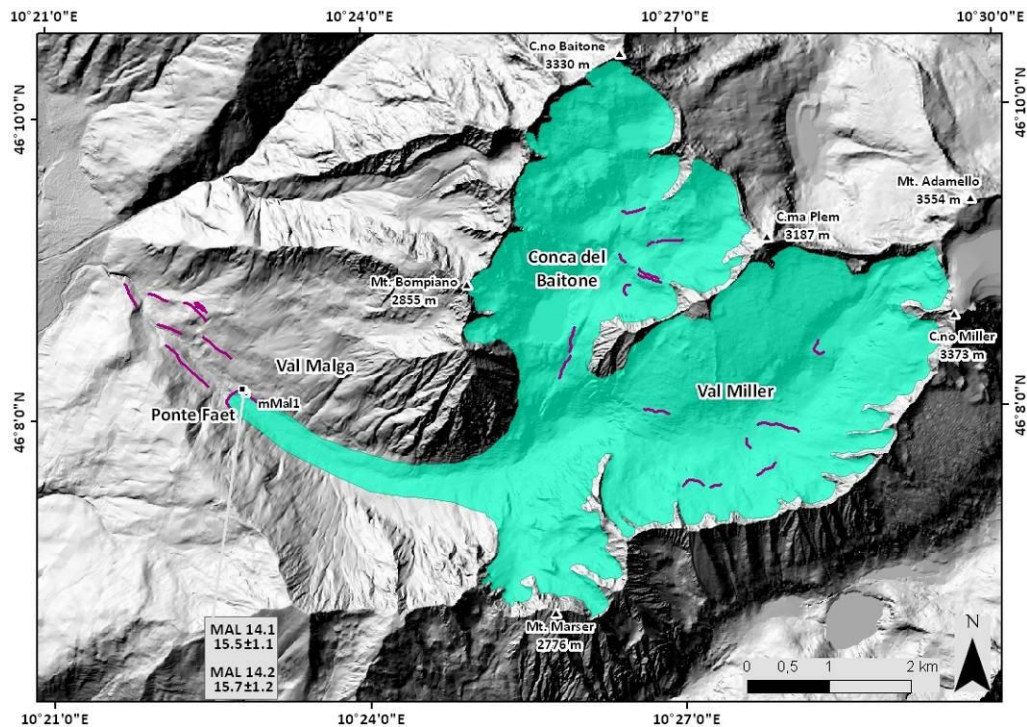 10°21'0"E
10°24'0"E
10°27'0"E
10°30'0"E
C.no Baitone
3330 m
46°10'0"N
46°10'0"N
Mt. Adamello
3554 m
C.ma Plem
3187 m
Conca del
Baitone
Mt. Bompiano
2855 m
C.no Miller
3373 m
Val Malga
Val Miller
mMal1
Ponte Faet
46°8'0"N
46°8'0"N
MAL 14.1
15.5±1.1
MAL 14.2
15.7±1.2
Mt. Marser
2776 m
N
0 0,5 1 2 km
10°21'0"E
10°24'0"E
10°27'0"E